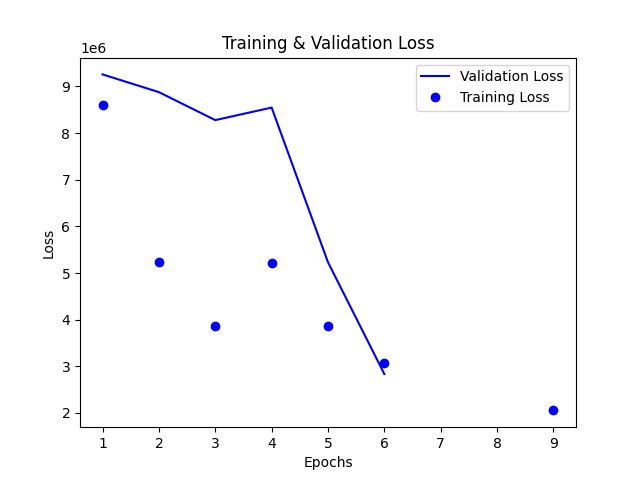 Training & Validation Loss
1e6
Validation Loss
Training Loss
9
8
7
6
5
4
3
2
Loss
1 2 3 4 5 6 7 8 9
Epochs